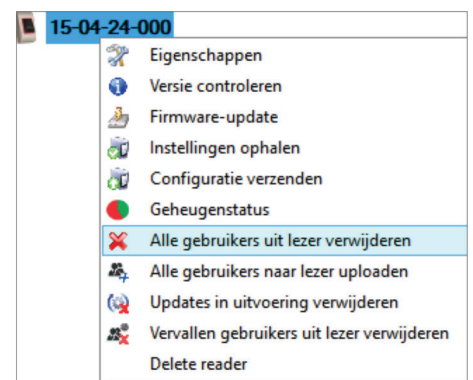 15-04-24-000
Eigenschappen
Versie controleren
Firmware-update
Instellingen ophalen
Configuratie verzenden
Geheugenstatus
Alle gebruikers uit lezer verwijderen
Alle gebruikers naar lezer uploaden
Updates in uitvoering verwijderen
Vervallen gebruikers uit lezer verwijderen
Delete reader